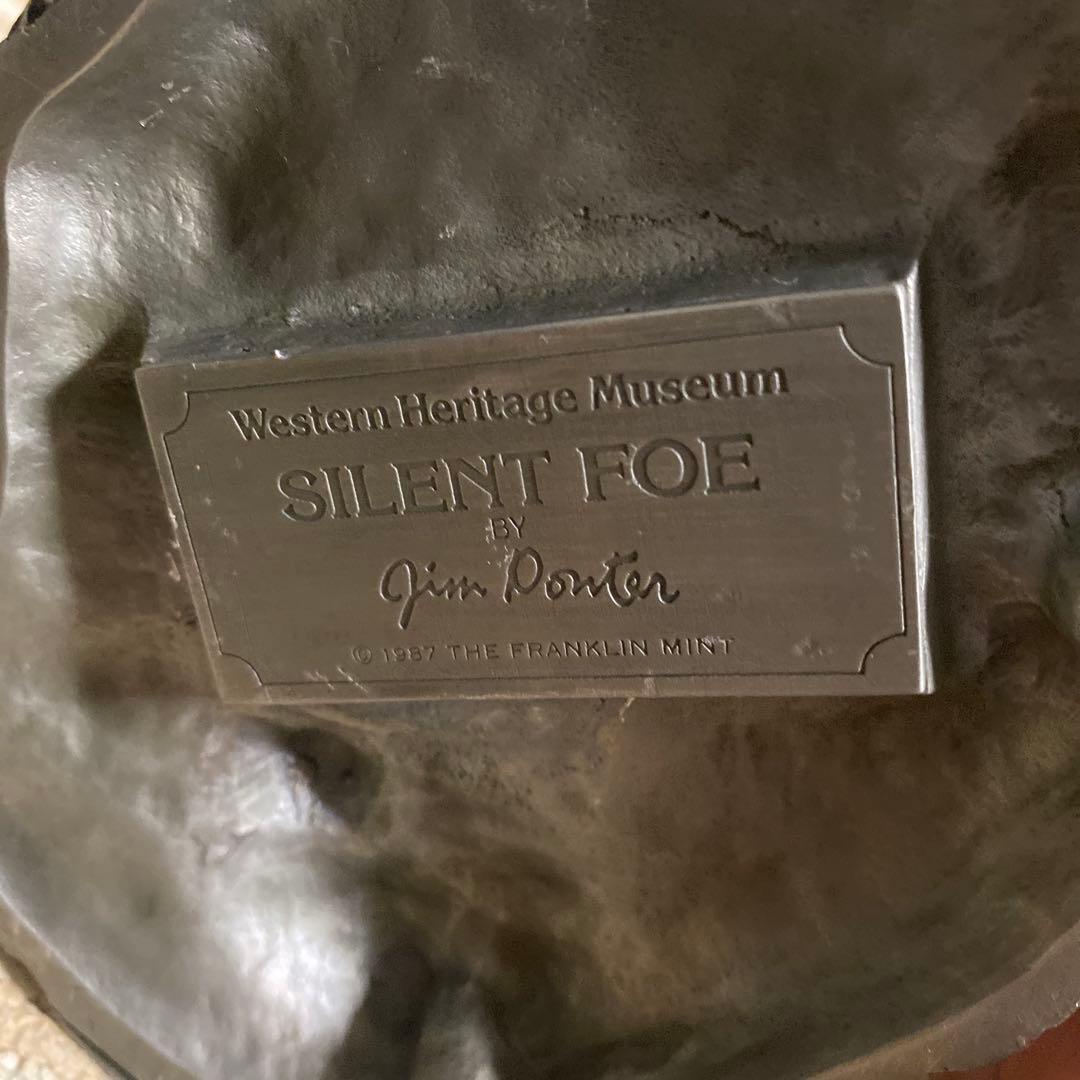 Western Heritage Museum
SILENT FOE
BY
Jim Ponter
© 1987 THE FRANKLIN MINT